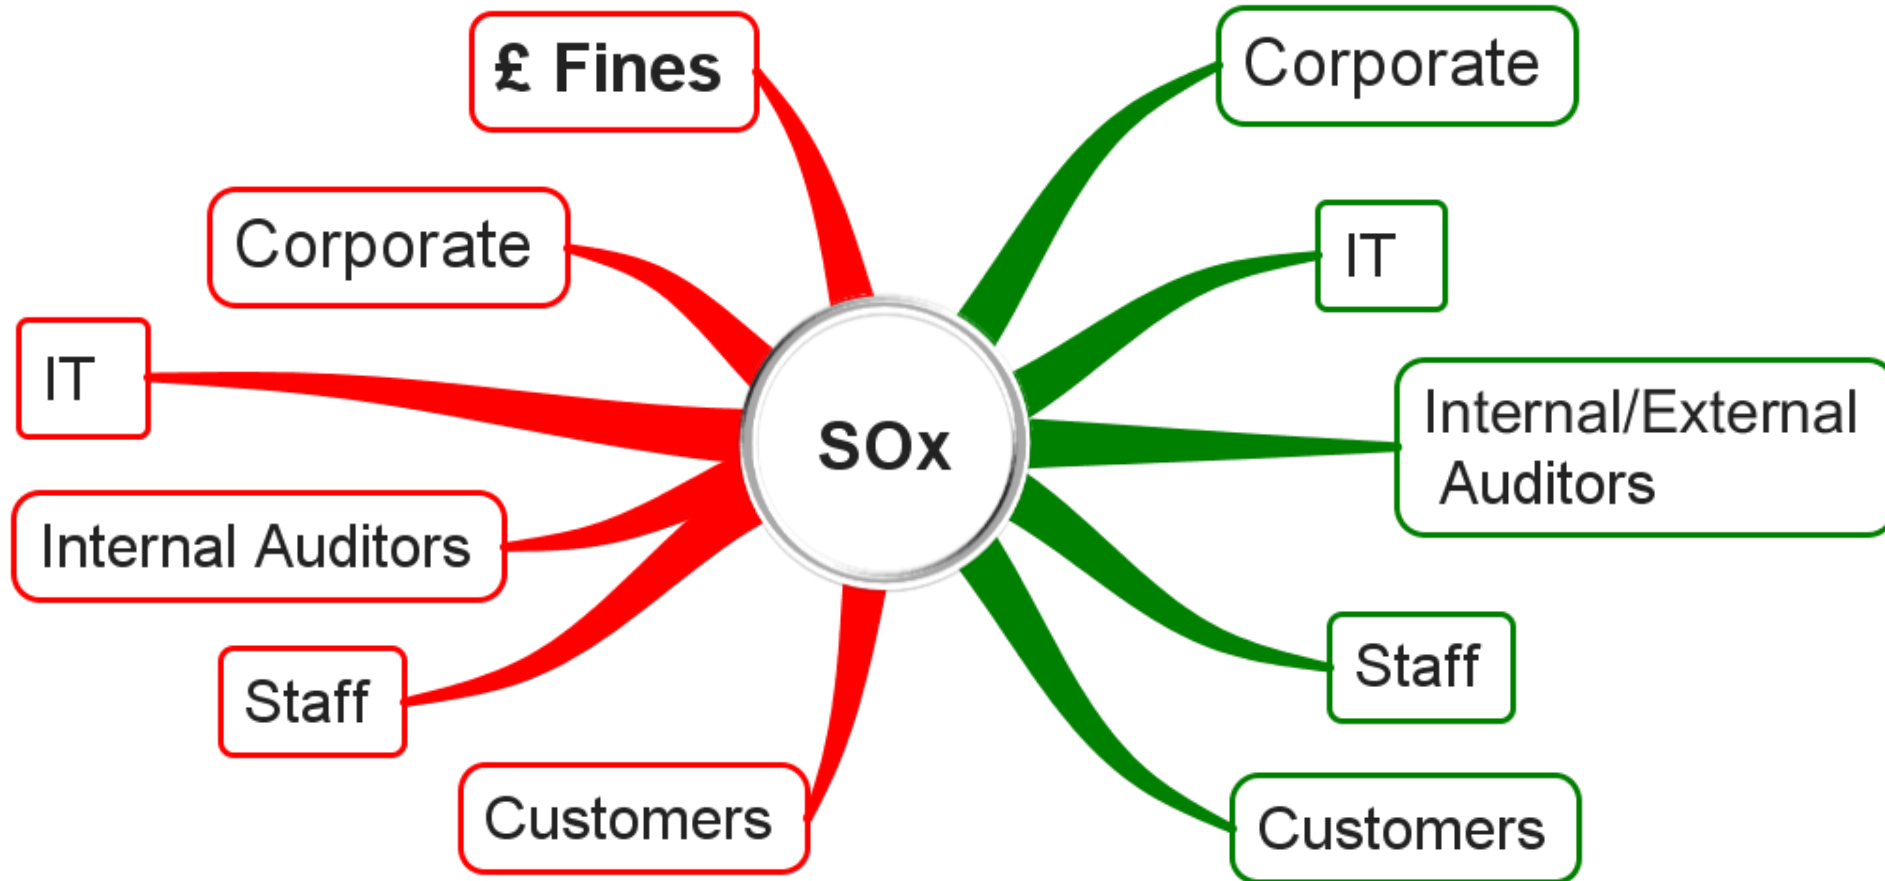 £ Fines
Corporate
IT
Internal Auditors
Staff
Customers
SOx
Corporate
IT
Internal/External
Auditors
Staff
Customers